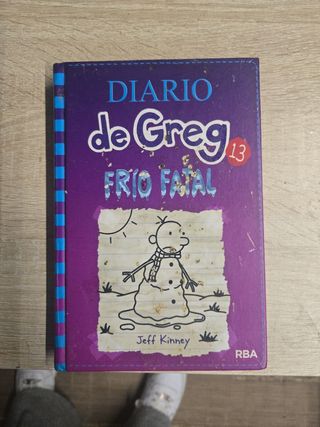 DIARIO
de Greg
13
FRÍO FATAL
Jeff Kinney
RBA